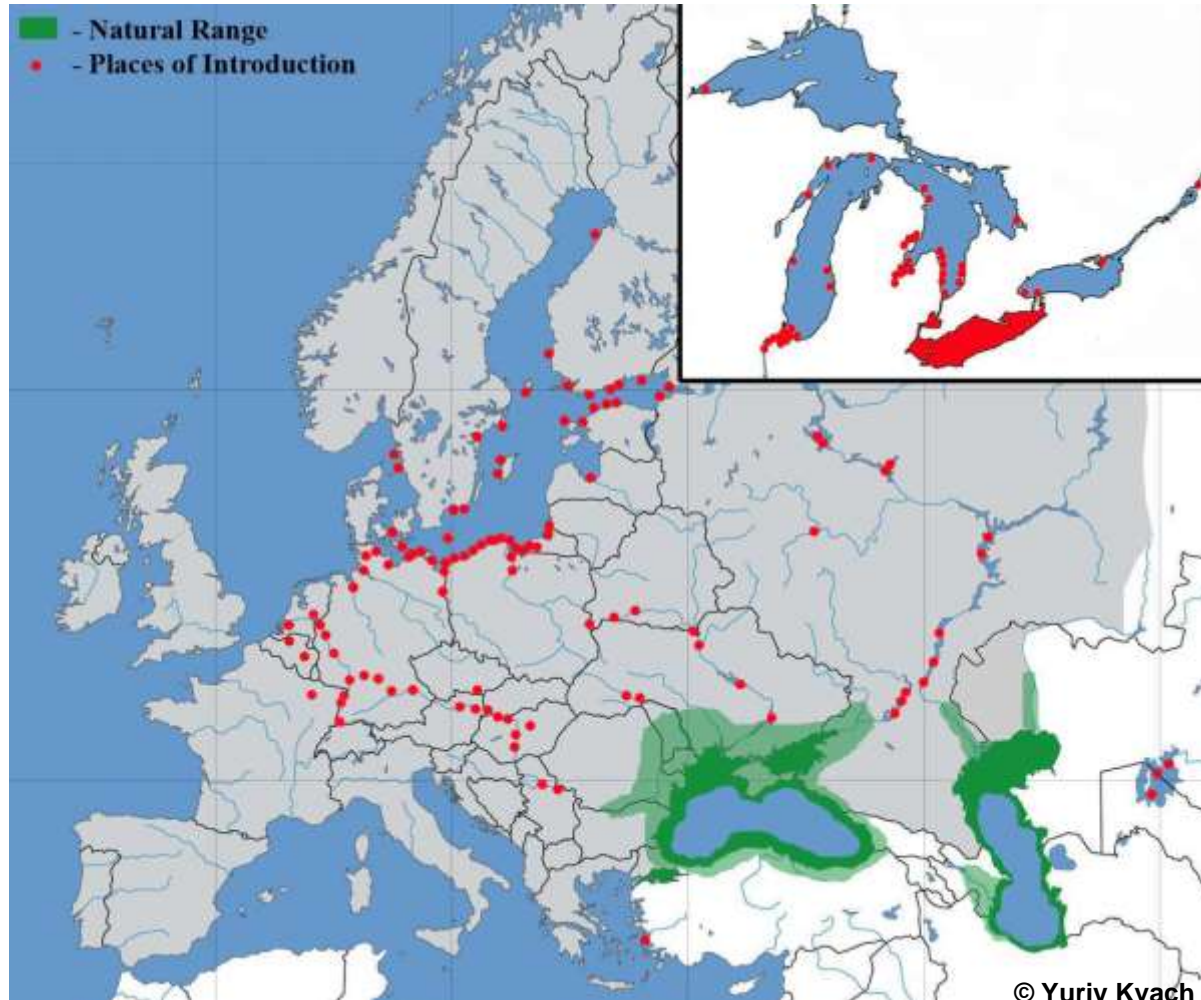 - Natural Range
- Places of Introduction
© Yuriy Kvach